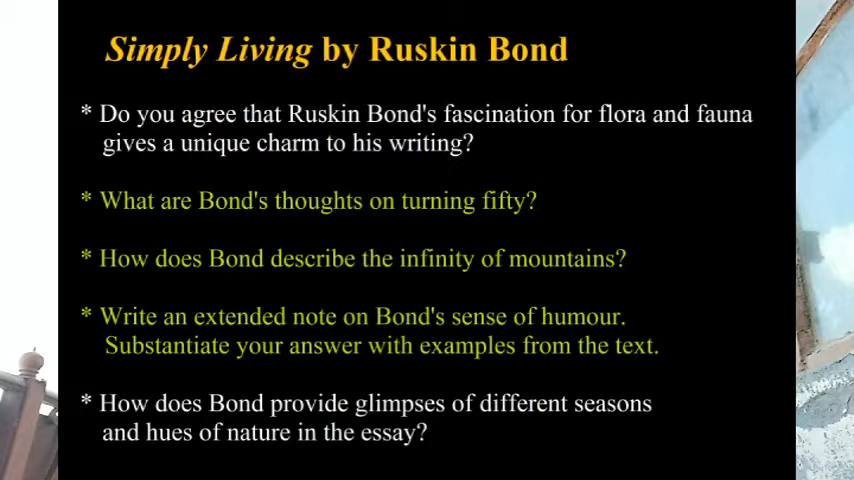 Simply Living by Ruskin Bond
* Do you agree that Ruskin Bond's fascination for flora and fauna
gives a unique charm to his writing?
* What are Bond's thoughts on turning fifty?
* How does Bond describe the infinity of mountains?
* Write an extended note on Bond's sense of humour.
Substantiate your answer with examples from the text.
* How does Bond provide glimpses of different seasons
and hues of nature in the essay?